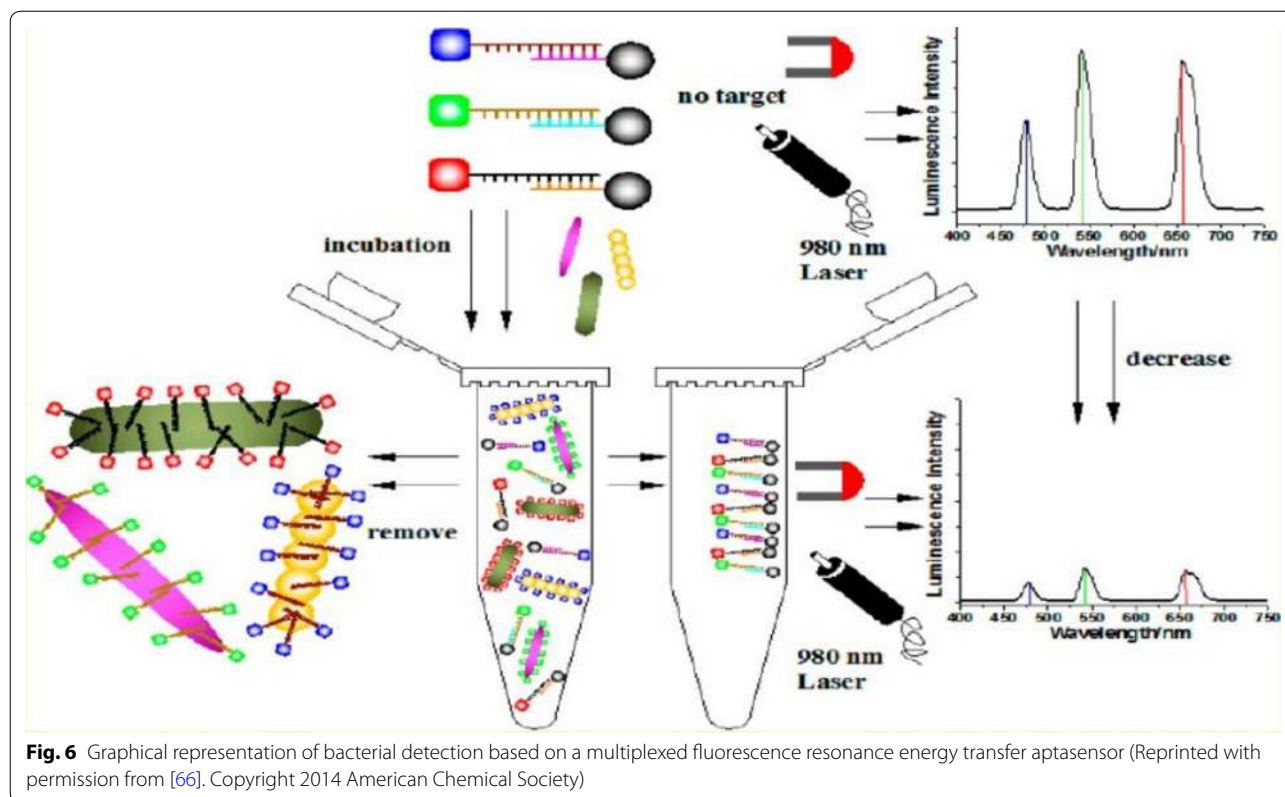 no target
980 nm
Laser
Luminescence Intensity
400 450 500 550 600 650 700 750
Wavelength/nm
incubation
decrease
remove
980 nm
Laser
Luminescence Intensity
400 450 500 550 600 650 700 750
Wavelength/nm
Fig. 6 Graphical representation of bacterial detection based on a multiplexed fluorescence resonance energy transfer aptasensor (Reprinted with
permission from [66]. Copyright 2014 American Chemical Society)